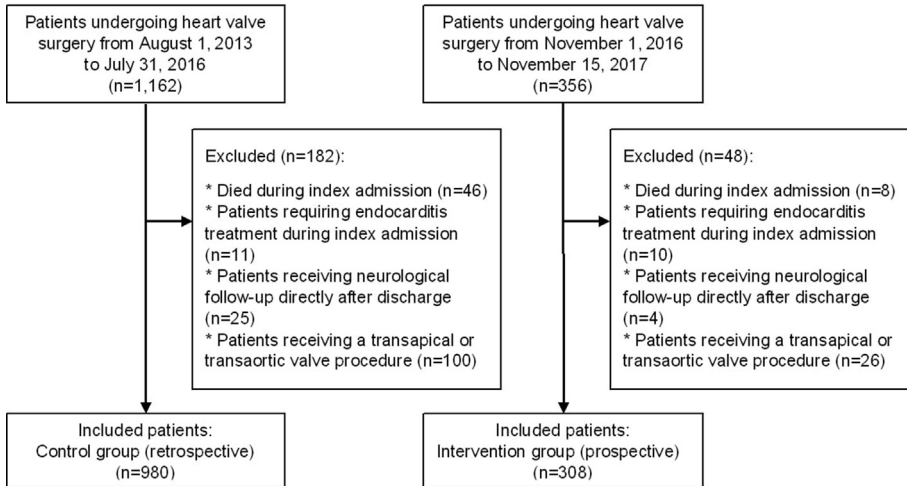 Patients undergoing heart valve
surgery from August 1, 2013
to July 31, 2016
(n=1,162)
Patients undergoing heart valve
surgery from November 1, 2016
to November 15, 2017
(n=356)
Excluded (n=182):
* Died during index admission (n=46)
* Patients requiring endocarditis
treatment during index admission
(n=11)
* Patients receiving neurological
follow-up directly after discharge
(n=25)
* Patients receiving a transapical or
transaortic valve procedure (n=100)
Excluded (n=48):
* Died during index admission (n=8)
* Patients requiring endocarditis
treatment during index admission
(n=10)
* Patients receiving neurological
follow-up directly after discharge
(n=4)
* Patients receiving a transapical or
transaortic valve procedure (n=26)
Included patients:
Control group (retrospective)
(n=980)
Included patients:
Intervention group (prospective)
(n=308)